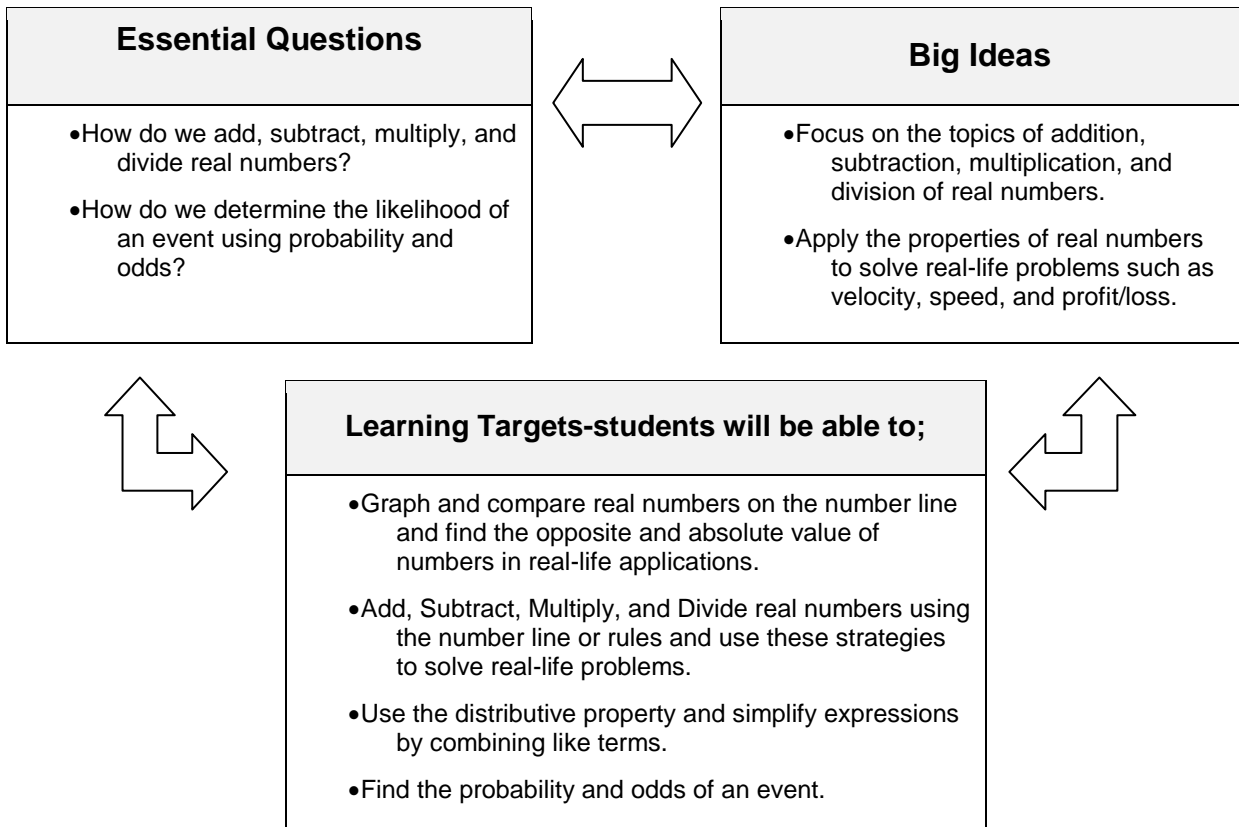 Essential Questions
•How do we add, subtract, multiply, and
divide real numbers?
•How do we determine the likelihood of
an event using probability and
odds?
Big Ideas
•Focus on the topics of addition,
subtraction, multiplication, and
division of real numbers.
•Apply the properties of real numbers
to solve real-life problems such as
velocity, speed, and profit/loss.
Learning Targets-students will be able to;
•Graph and compare real numbers on the number line
and find the opposite and absolute value of
numbers in real-life applications.
•Add, Subtract, Multiply, and Divide real numbers using
the number line or rules and use these strategies
to solve real-life problems.
•Use the distributive property and simplify expressions
by combining like terms.
•Find the probability and odds of an event.